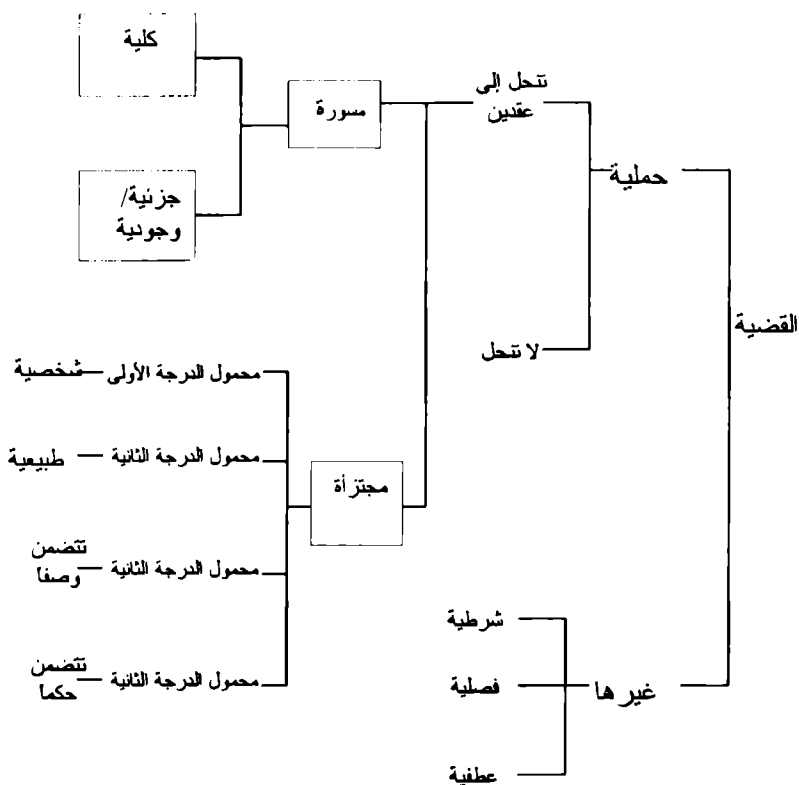 القضية
حملية
تنحل إلى
عقدين
مسورة
كلية
جزئية/
وجودية
مجتزأة
محمول الدرجة الأولى
شخصية
محمول الدرجة الثانية
طبيعية
محمول الدرجة الثانية
تتضمن
وصفا
محمول الدرجة الثانية
تتضمن
حكما
لا تنحل
غيرها
شرطية
فصلية
عطفية